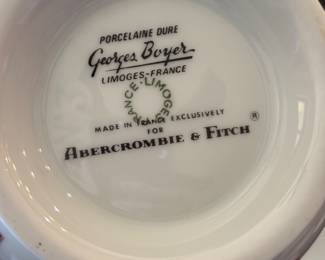 PORCELAINE DURE
Georges Boyer
LIMOGES-FRANCE
FRANCE-LIMOGES
MADE IN FRANCE EXCLUSIVELY
FOR
ABERCROMBIE & FITCH ®